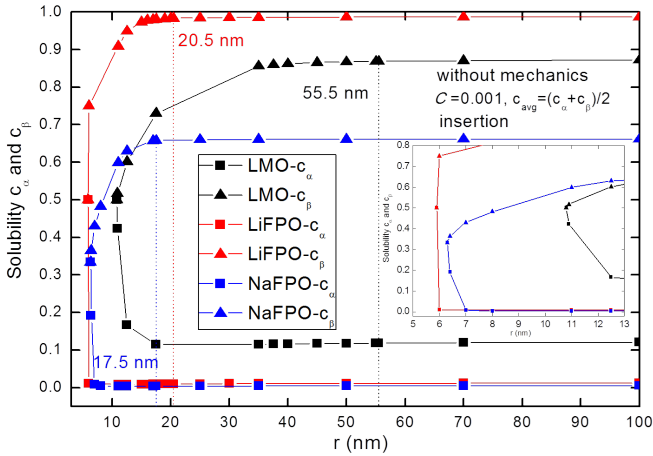 1.0
0.9
0.8
0.7
0.6
0.5
0.4
0.3
0.2
0.1
0.0
Solubility cα and cβ
10 20 30 40 50 60 70 80 90 100
r (nm)
20.5 nm
55.5 nm
17.5 nm
without mechanics
C=0.001, cavg=(cα+cβ)/2
insertion
LMO-cα
LMO-cβ
LiFPO-cα
LiFPO-cβ
NaFPO-cα
NaFPO-cβ
0.8
0.7
0.6
0.5
0.4
0.3
0.2
0.1
0.0
Solubility cα and cβ
5 6 7 8 9 10 11 12 13
r (nm)